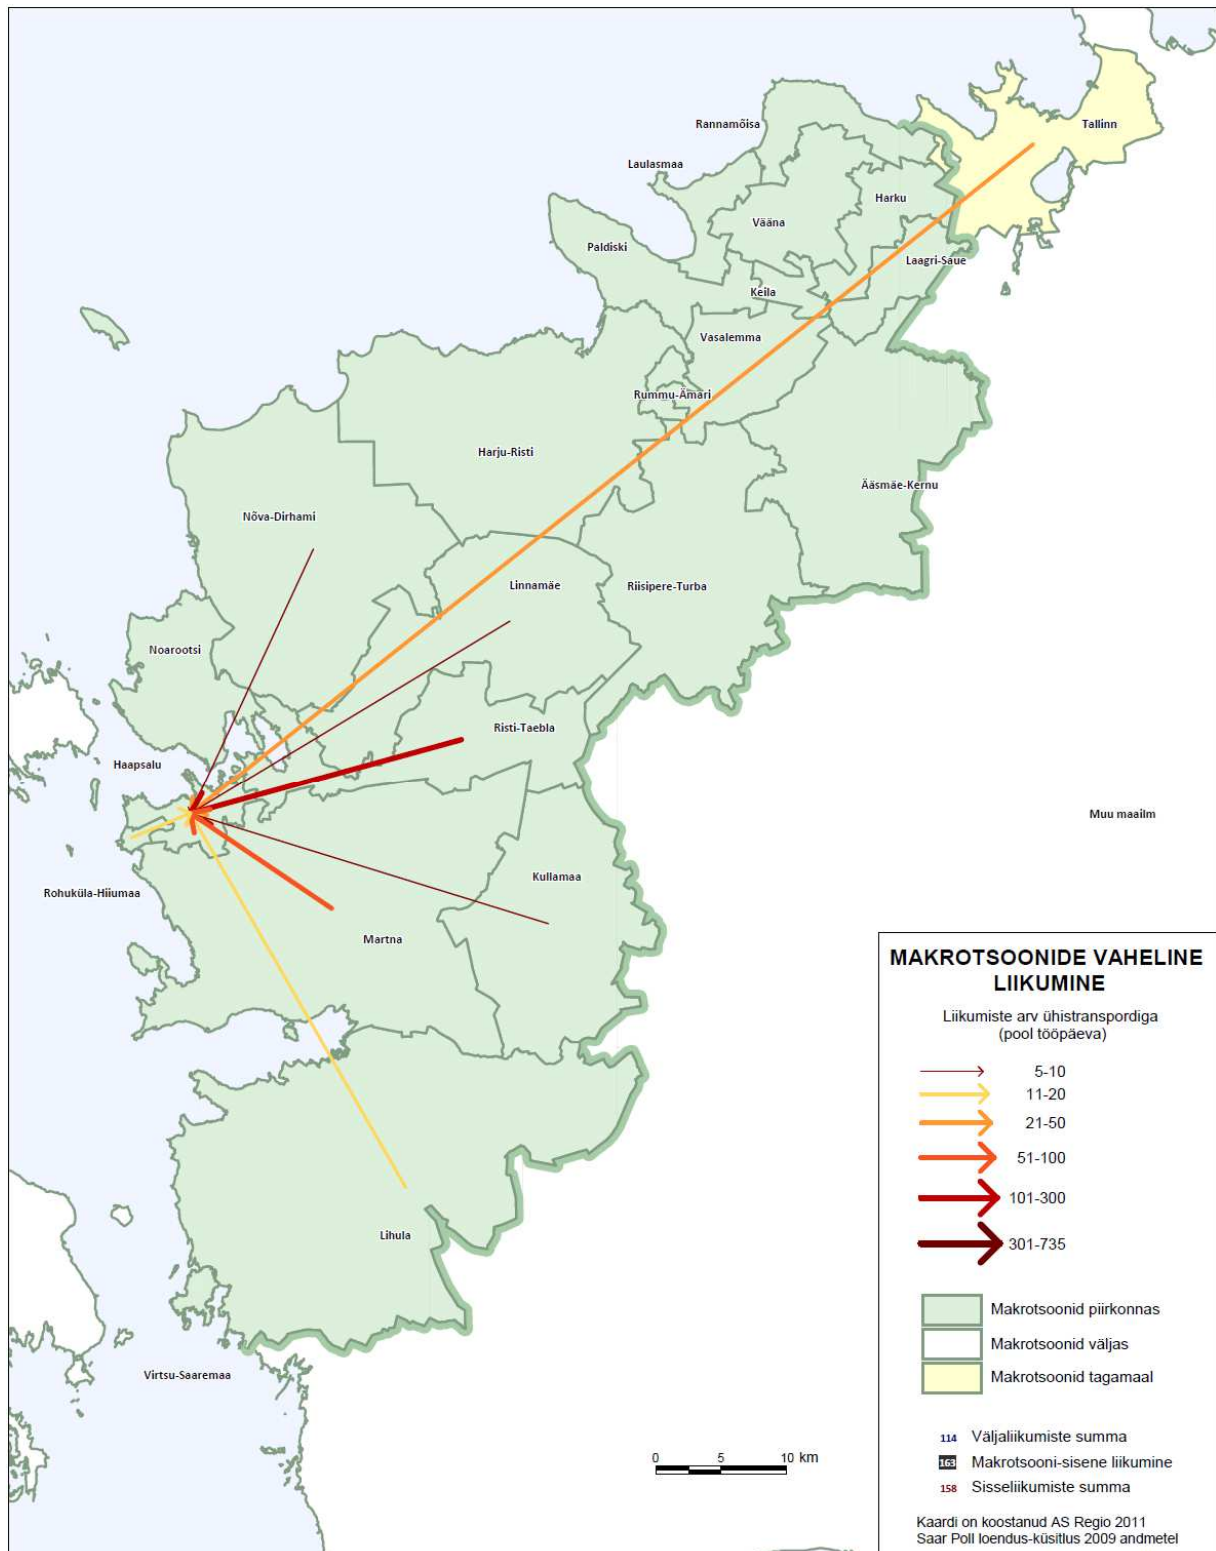 Tallinn
Rannamõisa
Laulasmaa
Harku
Vääna
Paldiski
Laagri-Saue
Keila
Vasalemma
Rummu-Ämari
Harju-Risti
Ääsmäe-Kernu
Nõva-Dirhami
Linnamäe
Riisipere-Turba
Noarootsi
Risti-Taebla
Haapsalu
Muu maailm
Kullamaa
Rohuküla-Hiiumaa
Martna
Lihula
Virtsu-Saaremaa
0 5 10 km
MAKROTSOONIDE VAHELINE
LIIKUMINE
Liikumiste arv ühistranspordiga
(pool tööpäeva)
5-10
11-20
21-50
51-100
101-300
301-735
Makrotsoonid piirkonnas
Makrotsoonid väljas
Makrotsoonid tagamaal
114 Väljaliikumiste summa
163 Makrotsooni-sisene liikumine
158 Sisseliikumiste summa
Kaardi on koostanud AS Regio 2011
Saar Poll loendus-küsitlus 2009 andmetel